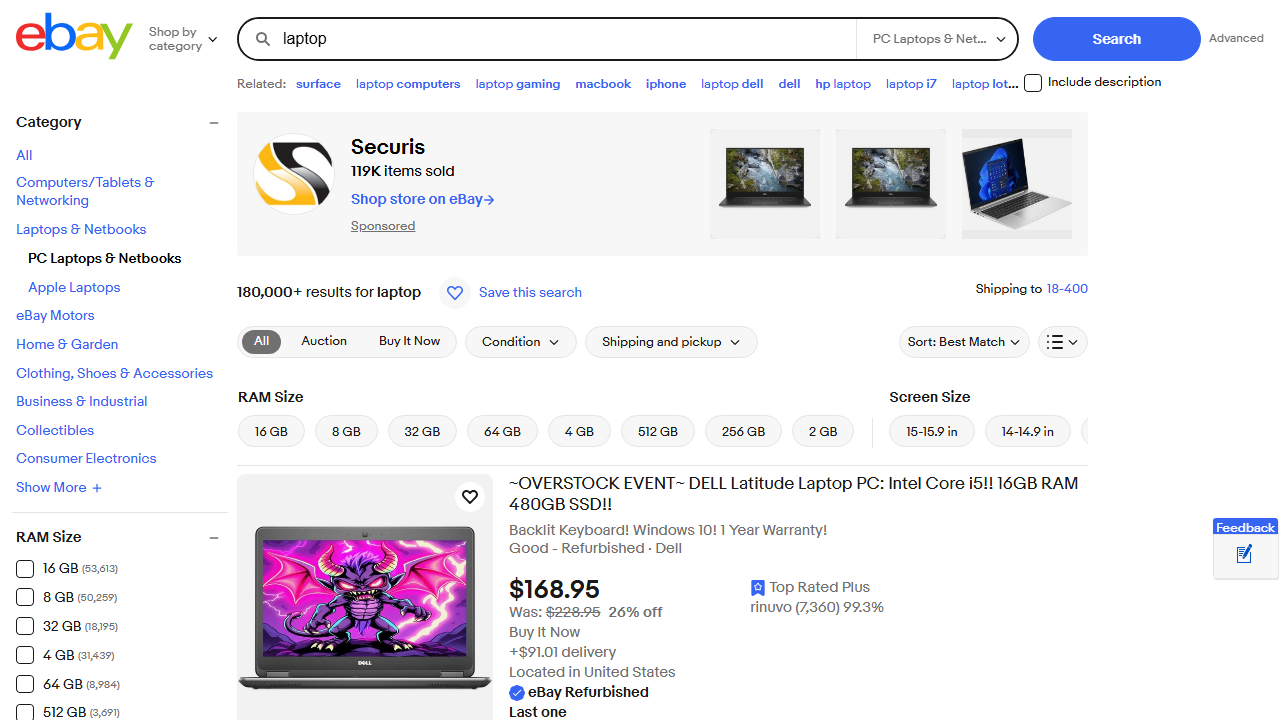 ebay
Shop by
category
laptop
PC Laptops & Net...
Search
Advanced
Related:
surface
laptop computers
laptop gaming
macbook
iphone
laptop dell
dell
hp laptop
laptop i7
laptop lot...
Include description
Category
All
Computers/Tablets &
Networking
Laptops & Netbooks
PC Laptops & Netbooks
Apple Laptops
eBay Motors
Home & Garden
Clothing, Shoes & Accessories
Business & Industrial
Collectibles
Consumer Electronics
Show More
RAM Size
16 GB (53,613)
8 GB (50,259)
32 GB (18,195)
4 GB (31,439)
64 GB (8,984)
512 GB (3,691)
Securis
119K items sold
Shop store on eBay
Sponsored
180,000+ results for laptop
Save this search
Shipping to 18-400
All
Auction
Buy It Now
Condition
Shipping and pickup
Sort: Best Match
RAM Size
16 GB
8 GB
32 GB
64 GB
4 GB
512 GB
256 GB
2 GB
Screen Size
15-15.9 in
14-14.9 in
~OVERSTOCK EVENT~ DELL Latitude Laptop PC: Intel Core i5!! 16GB RAM
480GB SSD!!
Backlit Keyboard! Windows 10! 1 Year Warranty!
Good - Refurbished · Dell
$168.95
Was: $228.95 26% off
Buy It Now
+$91.01 delivery
Located in United States
eBay Refurbished
Last one
Top Rated Plus
rinuvo (7,360) 99.3%
DELL
Feedback